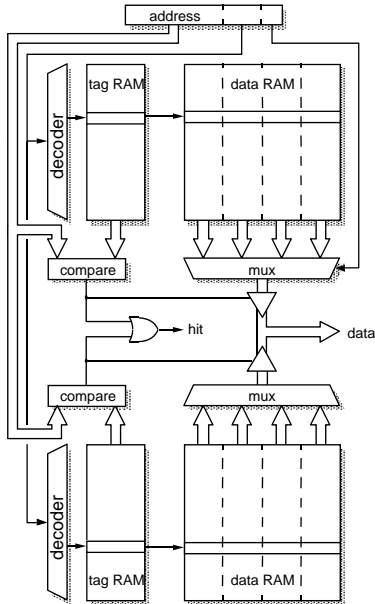 address
tag RAM
data RAM
decoder
compare
mux
hit
data
compare
mux
decoder
tag RAM
data RAM